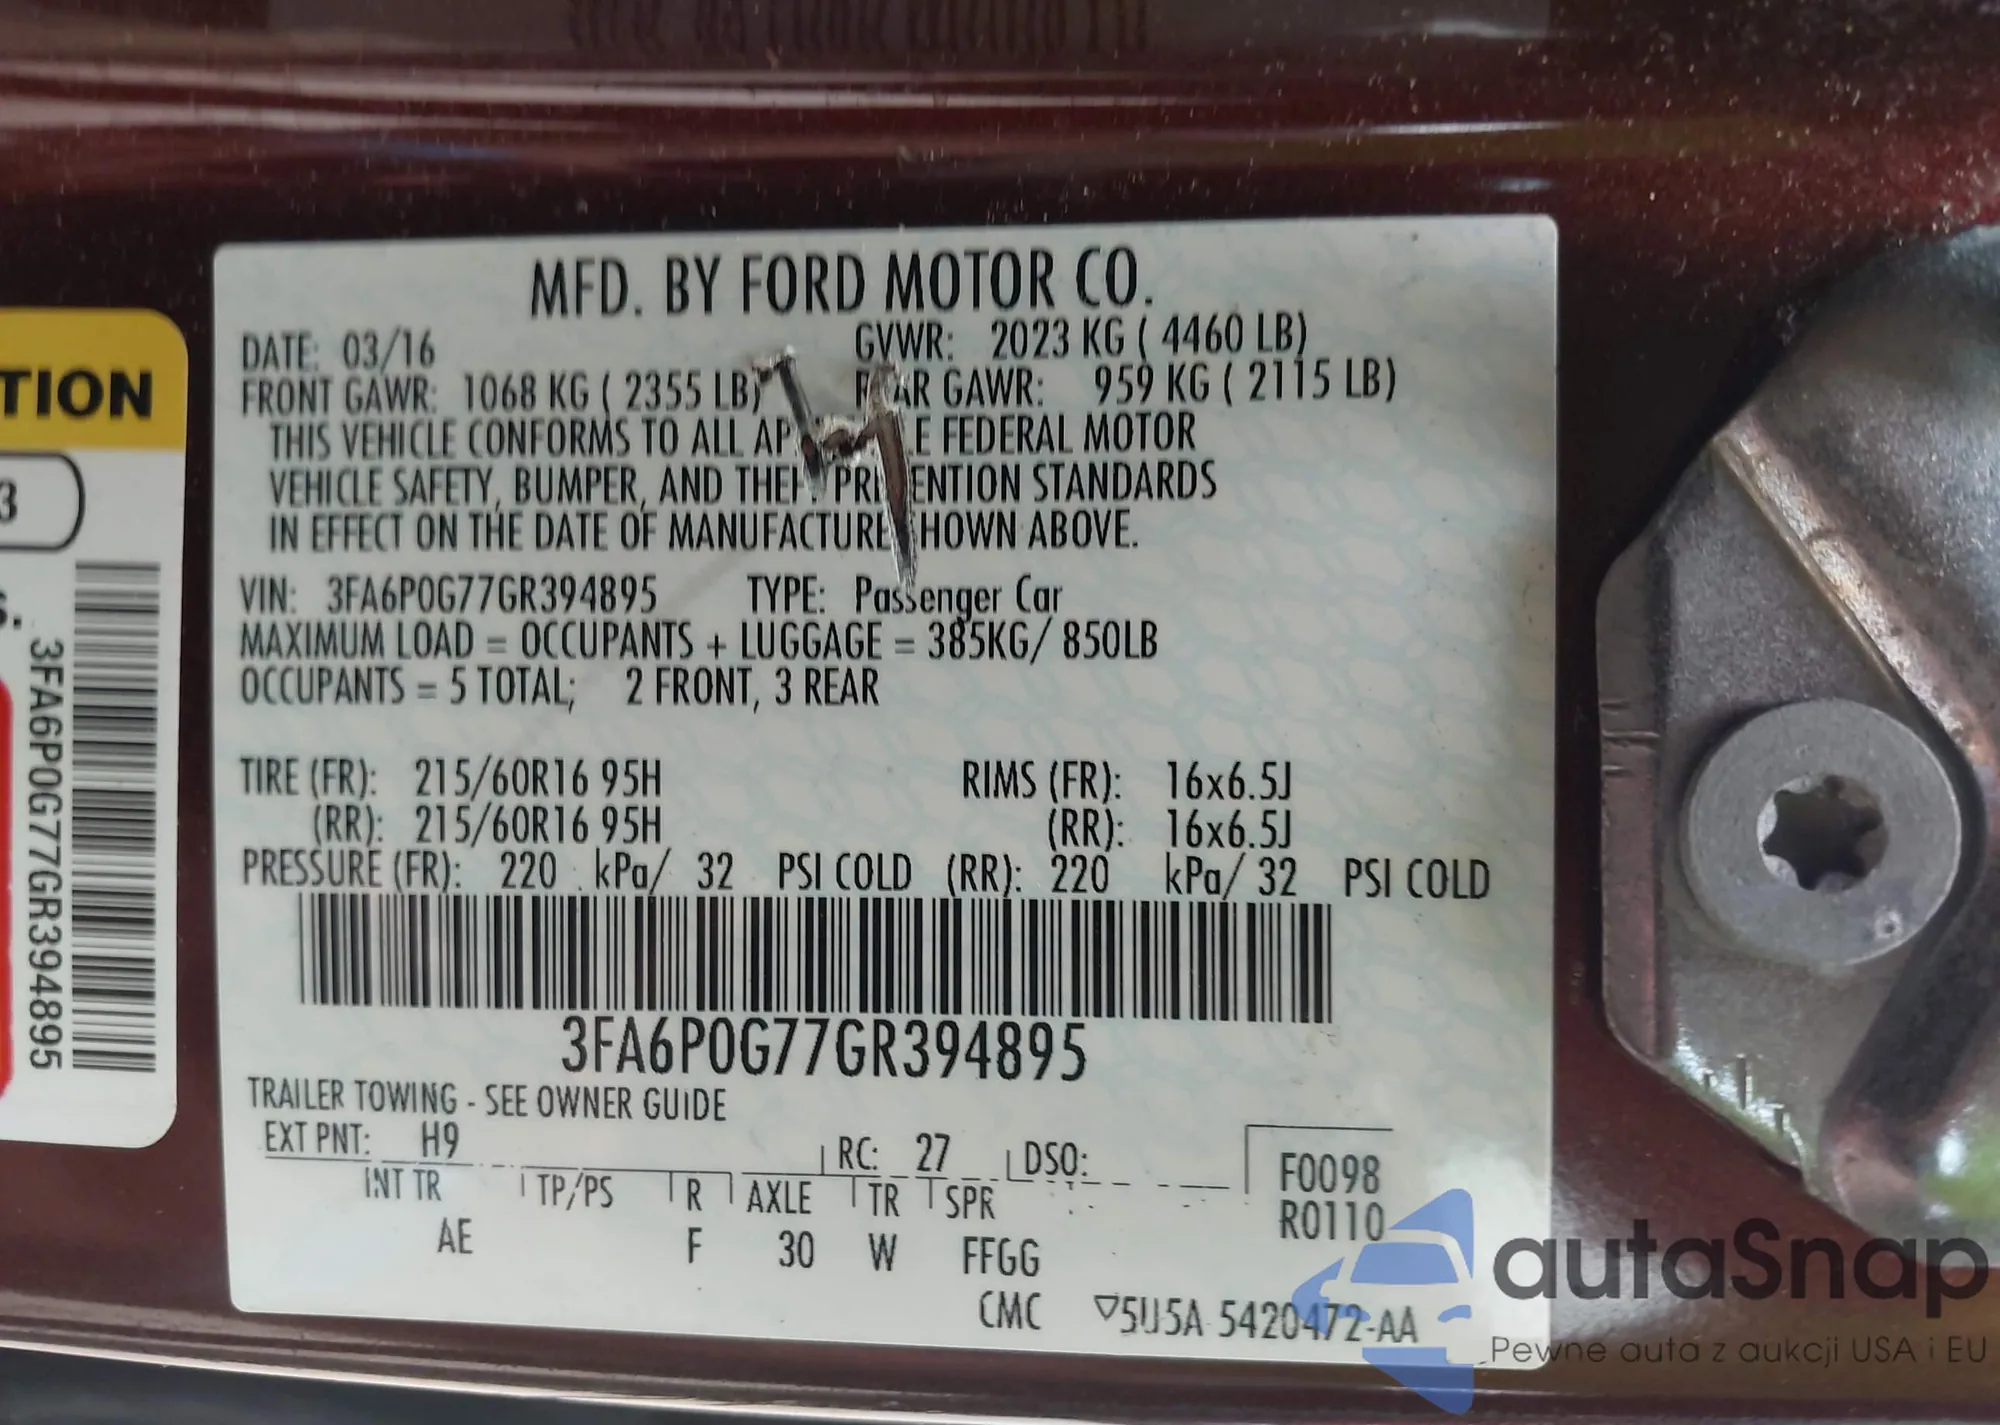 MFD. BY FORD MOTOR CO.
DATE: 03/16 GVWR: 2023 KG ( 4460 LB)
FRONT GAWR: 1068 KG ( 2355 LB) GAWR: 959 KG ( 2115 LB)
THIS VEHICLE CONFORMS TO ALL FEDERAL MOTOR
VEHICLE SAFETY, BUMPER, AND STANDARDS
IN EFFECT ON THE DATE OF MANUFACTURE ABOVE.
VIN: 3FA6P0G77GR394895 TYPE: Passenger Car
MAXIMUM LOAD = OCCUPANTS + LUGGAGE = 385KG/ 850LB
OCCUPANTS = 5 TOTAL; 2 FRONT, 3 REAR
TIRE (FR): 215/60R16 95H RIMS (FR): 16x6.5J
(RR): 215/60R16 95H (RR): 16x6.5J
PRESSURE (FR): 220 kPa/ 32 PSI COLD (RR): 220 kPa/ 32 PSI COLD
3FA6P0G77GR394895
TRAILER TOWING - SEE OWNER GUIDE
EXT PNT: H9 RC: 27 DSO: F0098
INT TR TP/PS R AXLE TR SPR R0110
AE F 30 W FFGG
CMC ▽5U5A 5420472-AA
TION
3
S.
3FA6P0G77GR394895
autaSnap
Pewne auta z aukcji USA i EU